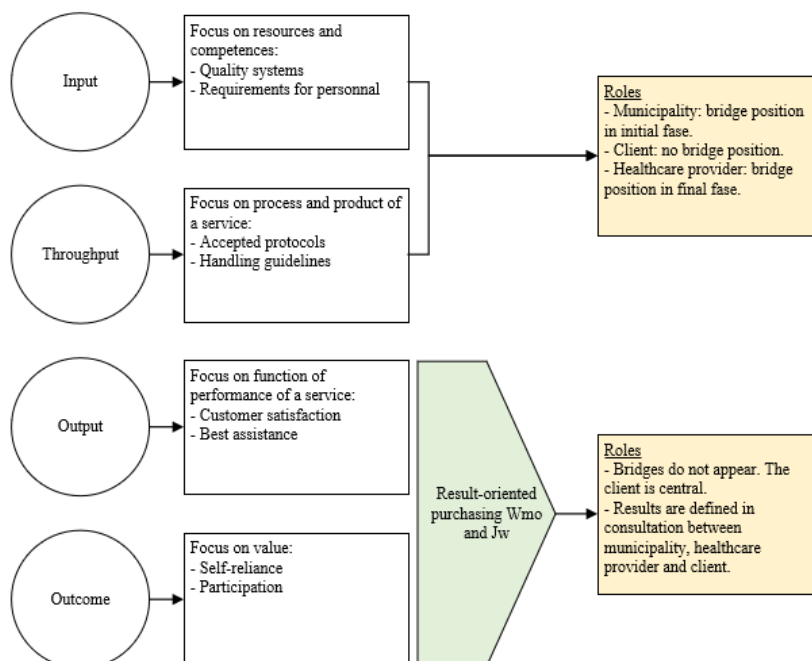 Input
Focus on resources and
competences:
- Quality systems
- Requirements for personnal
Roles
- Municipality: bridge position
in initial fase.
- Client: no bridge position.
- Healthcare provider: bridge
position in final fase.
Throughput
Focus on process and product of
a service:
- Accepted protocols
- Handling guidelines
Output
Focus on function of
performance of a service:
- Customer satisfaction
- Best assistance
Result-oriented
purchasing Wmo
and Jw
Roles
- Bridges do not appear. The
client is central.
- Results are defined in
consultation between
municipality, healthcare
provider and client.
Outcome
Focus on value:
- Self-reliance
- Participation